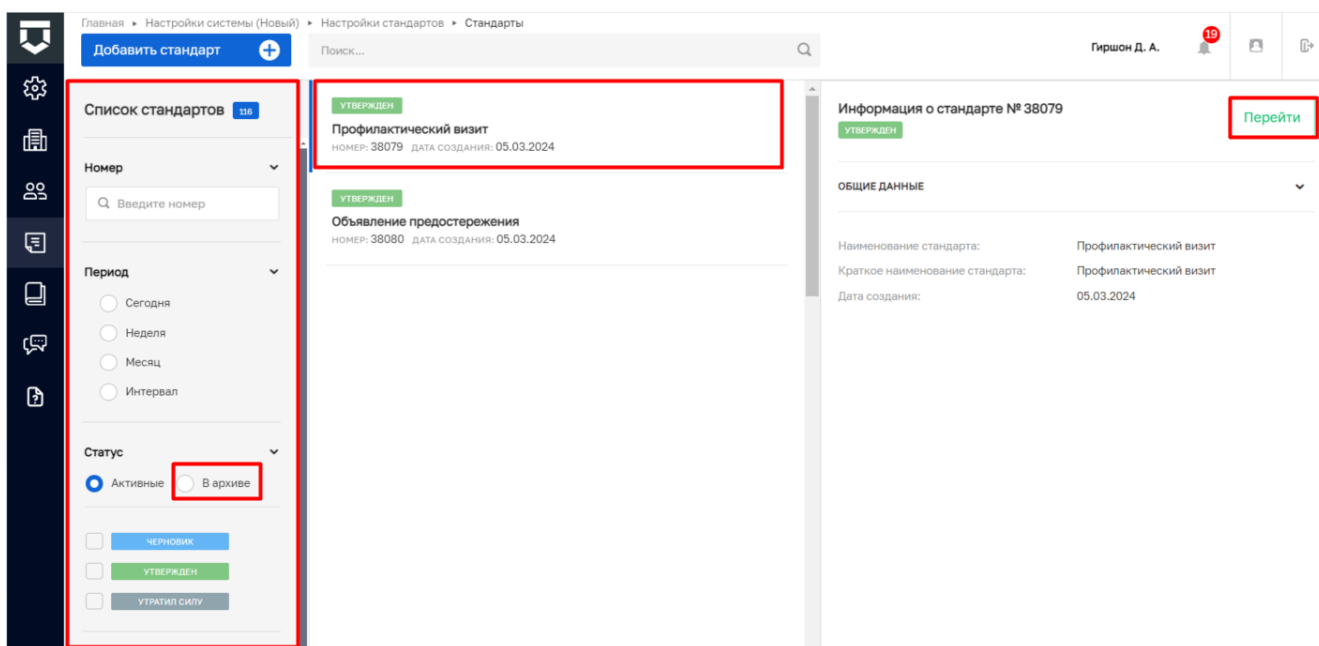 Главная ▸ Настройки системы (Новый) ▸ Настройки стандартов ▸ Стандарты
Добавить стандарт
Поиск...
Гиршон Д. А.
19
Список стандартов 116
Номер
Введите номер
Период
Сегодня
Неделя
Месяц
Интервал
Статус
Активные
В архиве
ЧЕРНОВИК
УТВЕРЖДЕН
УТРАТИЛ СИЛУ
УТВЕРЖДЕН
Профилактический визит
НОМЕР: 38079 ДАТА СОЗДАНИЯ: 05.03.2024
УТВЕРЖДЕН
Объявление предостережения
НОМЕР: 38080 ДАТА СОЗДАНИЯ: 05.03.2024
Информация о стандарте № 38079
УТВЕРЖДЕН
Перейти
ОБЩИЕ ДАННЫЕ
Наименование стандарта: Профилактический визит
Краткое наименование стандарта: Профилактический визит
Дата создания: 05.03.2024